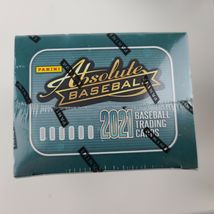 PANINI
Absolute
BASEBALL
2021
BASEBALL
TRADING
CARDS